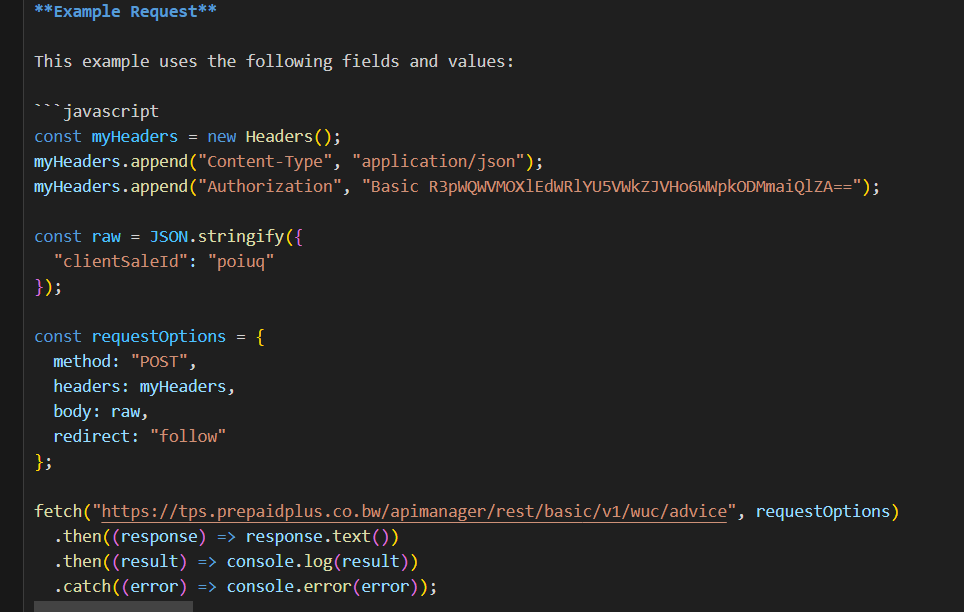 **Example Request**
This example uses the following fields and values:
```javascript
const myHeaders = new Headers();
myHeaders.append("Content-Type", "application/json");
myHeaders.append("Authorization", "Basic R3pWQWVMOXlEdWRlYU5VWkZJVHo6WWpkODMmaiQlZA==");
const raw = JSON.stringify({
  "clientSaleId": "poiuq"
});
const requestOptions = {
  method: "POST",
  headers: myHeaders,
  body: raw,
  redirect: "follow"
};
fetch("https://tps.prepaidplus.co.bw/apimanager/rest/basic/v1/wuc/advice", requestOptions)
  .then((response) => response.text())
  .then((result) => console.log(result))
  .catch((error) => console.error(error));